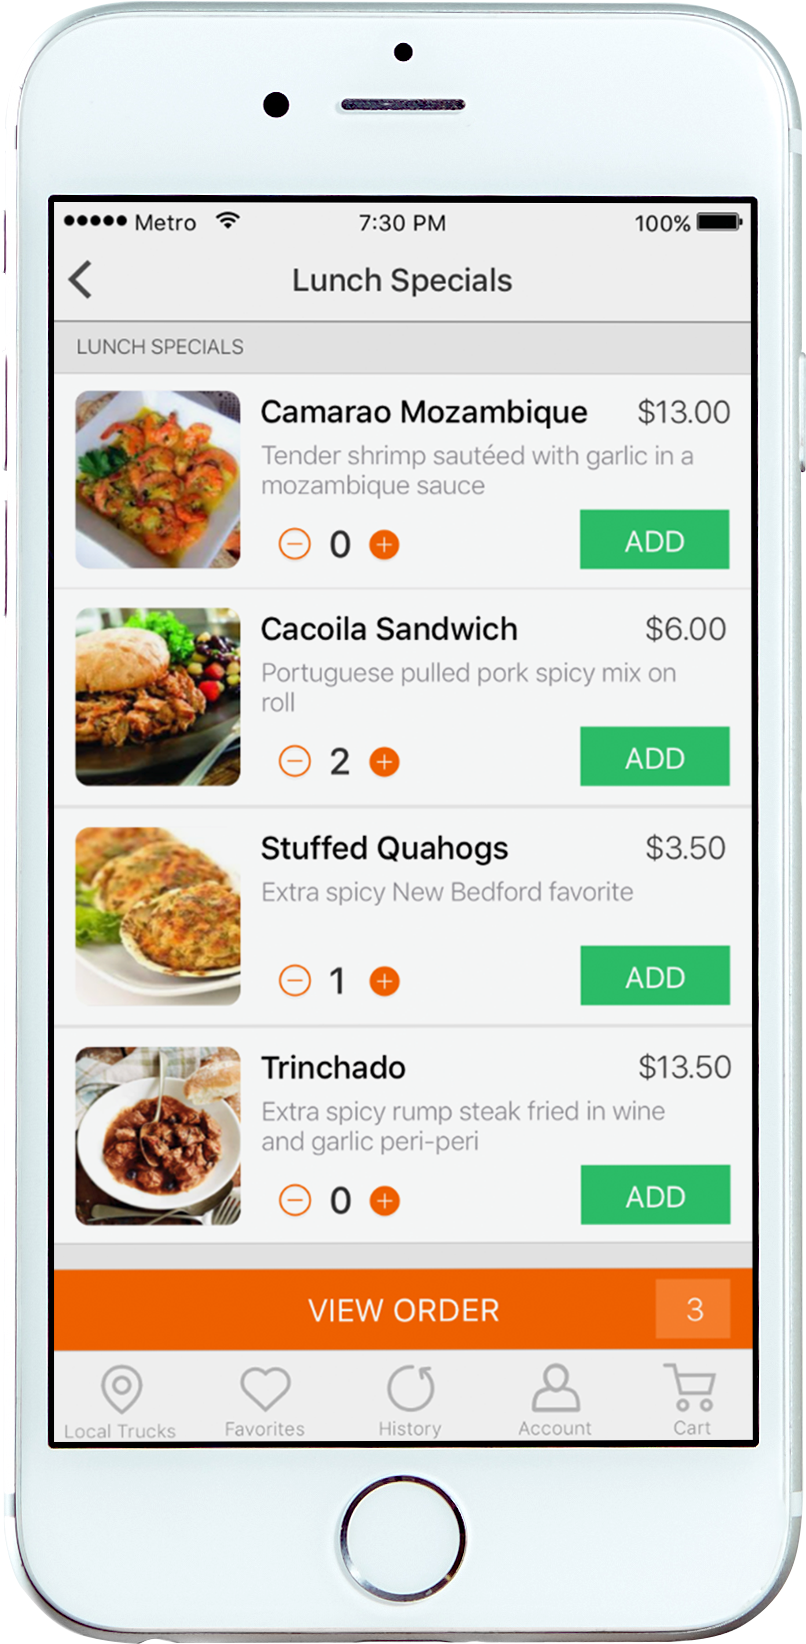 Metro 7:30 PM 100%
Lunch Specials
LUNCH SPECIALS
Camarao Mozambique $13.00
Tender shrimp sautéed with garlic in a
mozambique sauce
0 ADD
Cacoila Sandwich $6.00
Portuguese pulled pork spicy mix on
roll
2 ADD
Stuffed Quahogs $3.50
Extra spicy New Bedford favorite
1 ADD
Trinchado $13.50
Extra spicy rump steak fried in wine
and garlic peri-peri
0 ADD
VIEW ORDER 3
Local Trucks Favorites History Account Cart